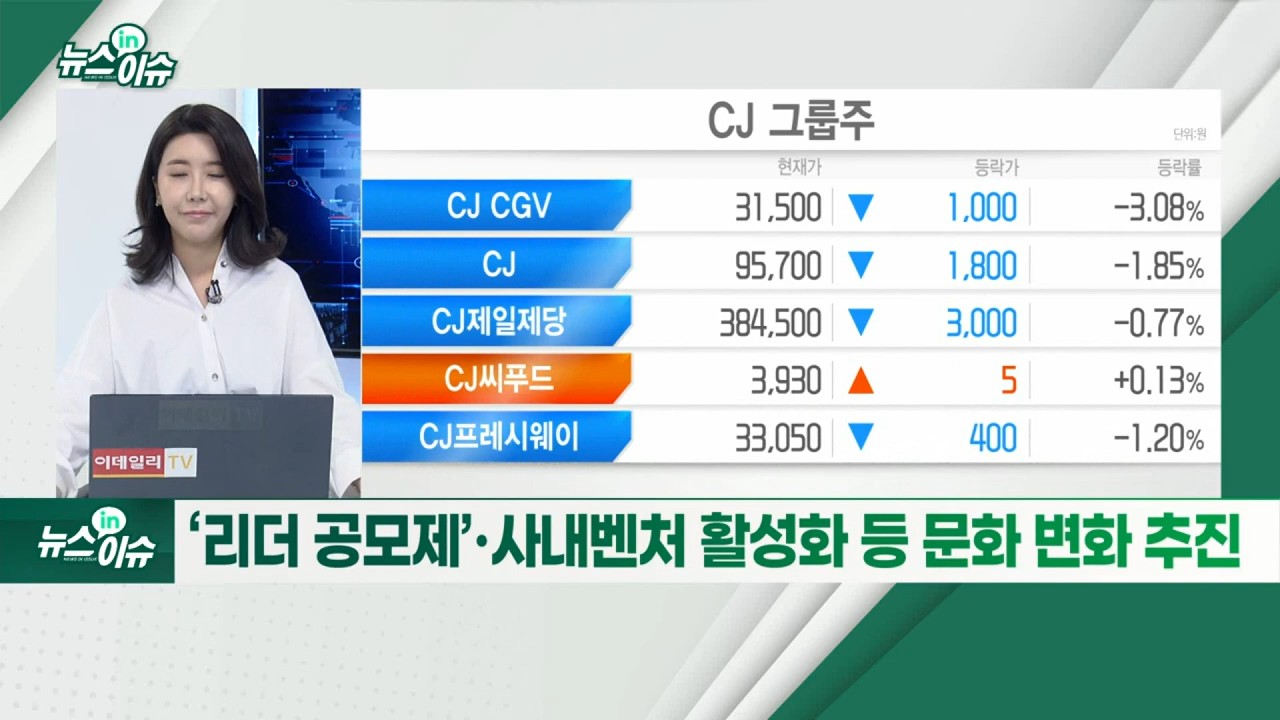 뉴스in이슈
CJ 그룹주
단위:원
현재가 등락가 등락률
CJ CGV 31,500 ▼ 1,000 -3.08%
CJ 95,700 ▼ 1,800 -1.85%
CJ제일제당 384,500 ▼ 3,000 -0.77%
CJ씨푸드 3,930 ▲ 5 +0.13%
CJ프레시웨이 33,050 ▼ 400 -1.20%
이데일리TV
뉴스in이슈
‘리더 공모제’·사내벤처 활성화 등 문화 변화 추진